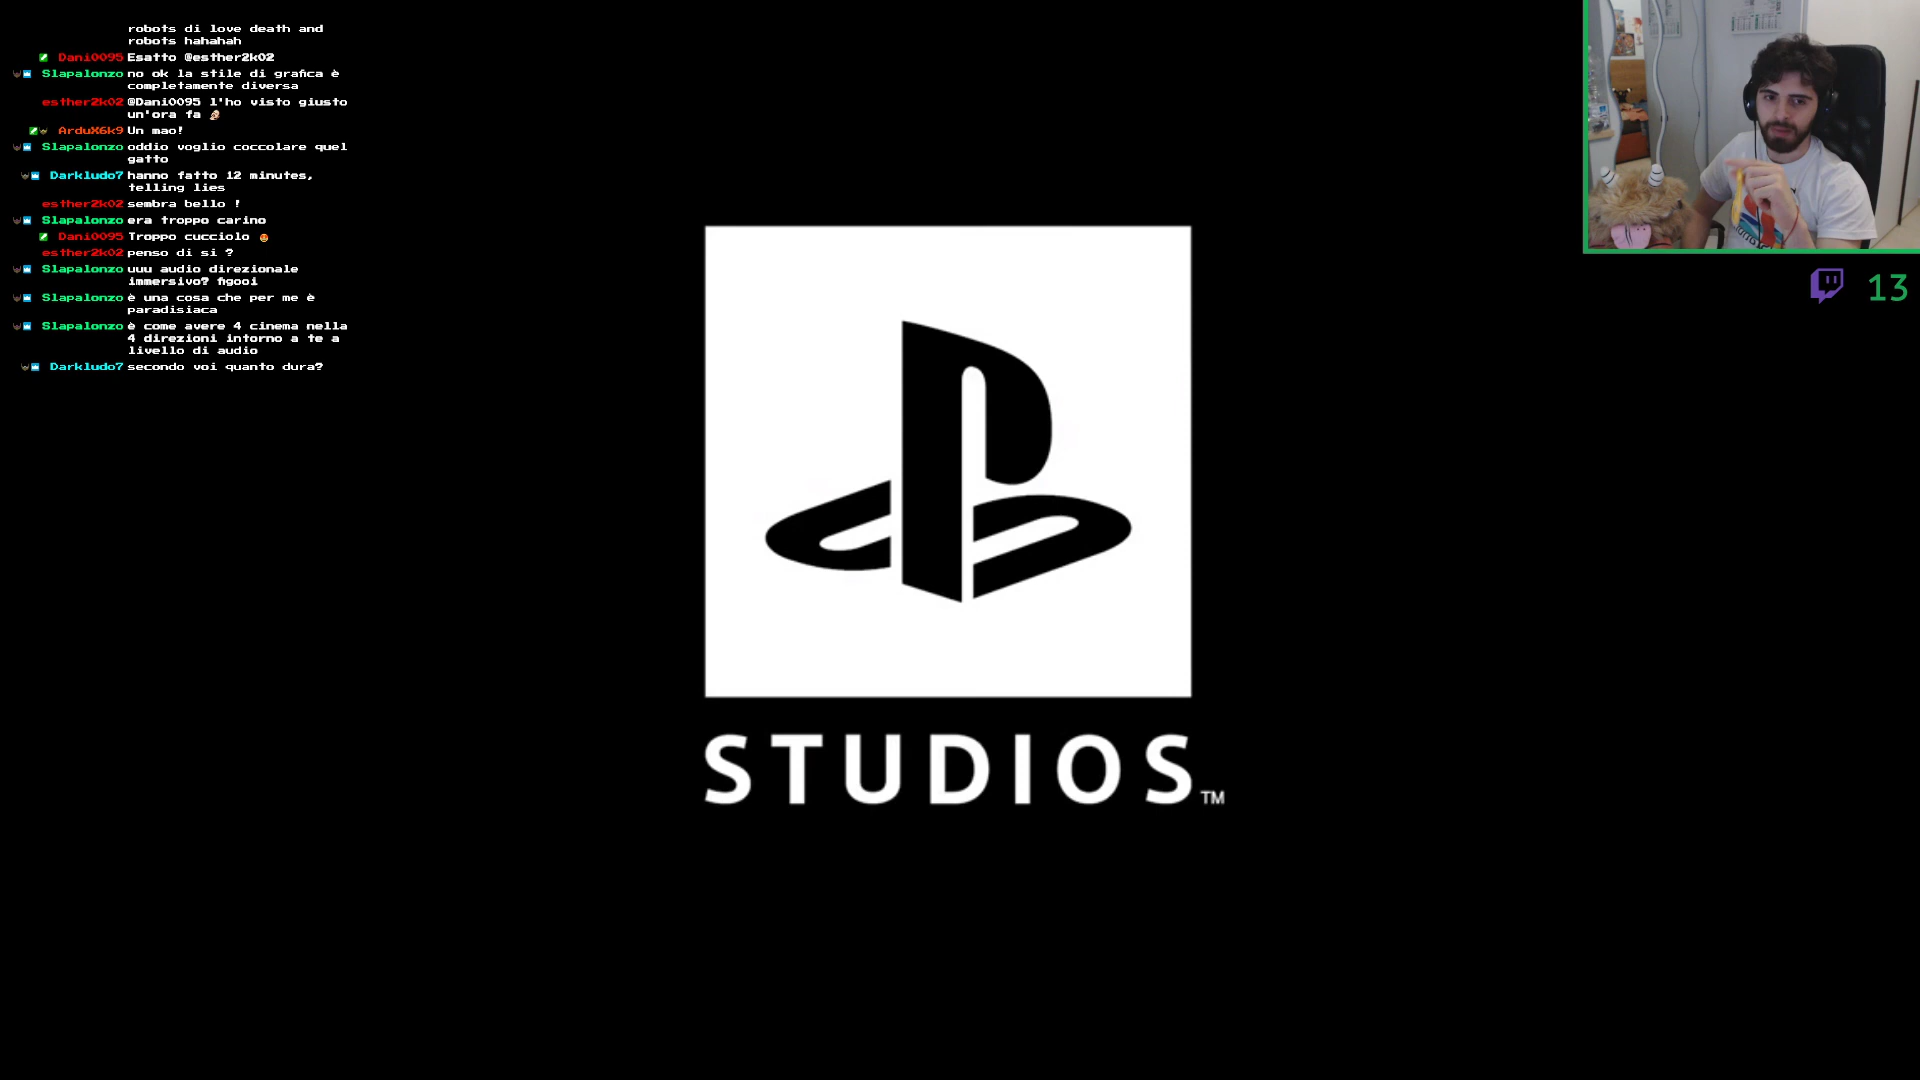 robots di love death and
robots hahahah
Dani0095 Esatto @esther2k02
Slapalonzo no ok la stile di grafica è
completamente diversa
esther2k02 @Dani0095 l'ho visto giusto
un'ora fa
ArduX6k9 Un mao!
Slapalonzo oddio voglio coccolare quel
gatto
Darkludo7 hanno fatto 12 minutes,
telling lies
esther2k02 sembra bello !
Slapalonzo era troppo carino
Dani0095 Troppo cucciolo
esther2k02 penso di si ?
Slapalonzo uuu audio direzionale
immersivo? figooi
Slapalonzo è una cosa che per me è
paradisiaca
Slapalonzo è come avere 4 cinema nella
4 direzioni intorno a te a
livello di audio
Darkludo7 secondo voi quanto dura?
13
STUDIOS™